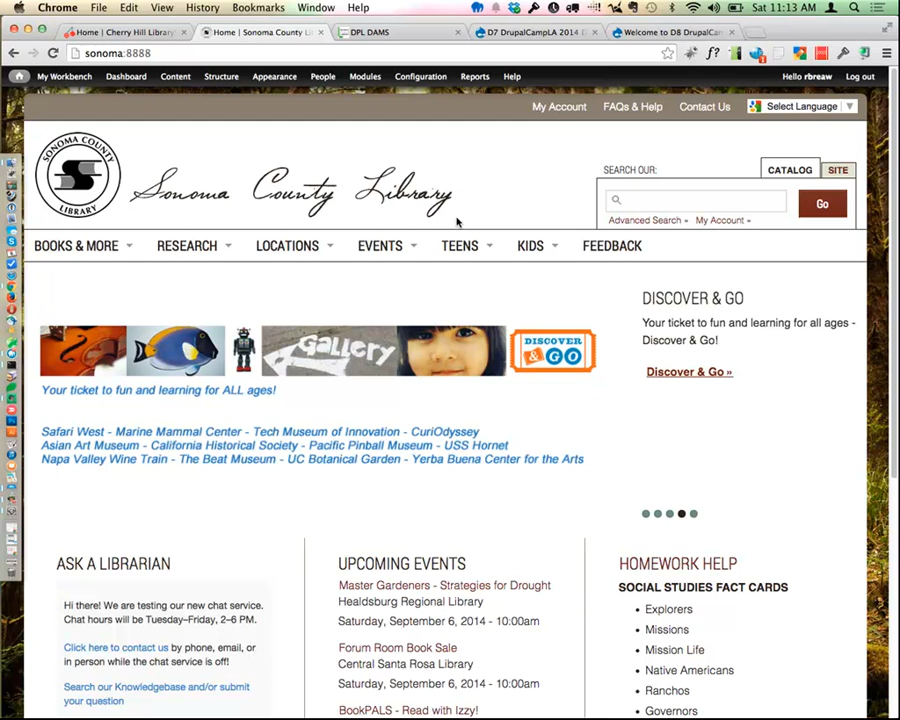 Chrome File Edit View History Bookmarks Window Help
Sat 11:13 AM
Home | Cherry Hill Library
Home | Sonoma County Li
DPL DAMS
D7 DrupalCampLA 2014 D
Welcome to D8 DrupalCam
sonoma:8888
My Workbench Dashboard Content Structure Appearance People Modules Configuration Reports Help
Hello rbreaw Log out
My Account FAQs & Help Contact Us Select Language
SONOMA COUNTY LIBRARY
Sonoma County Library
SEARCH OUR: CATALOG SITE
Go
Advanced Search » My Account »
BOOKS & MORE RESEARCH LOCATIONS EVENTS TEENS KIDS FEEDBACK
Gallery
DISCOVER & GO
Your ticket to fun and learning for ALL ages!
Safari West - Marine Mammal Center - Tech Museum of Innovation - CuriOdyssey
Asian Art Museum - California Historical Society - Pacific Pinball Museum - USS Hornet
Napa Valley Wine Train - The Beat Museum - UC Botanical Garden - Yerba Buena Center for the Arts
DISCOVER & GO
Your ticket to fun and learning for all ages -
Discover & Go!
Discover & Go »
ASK A LIBRARIAN
Hi there! We are testing our new chat service.
Chat hours will be Tuesday–Friday, 2–6 PM.
Click here to contact us by phone, email, or
in person while the chat service is off!
Search our Knowledgebase and/or submit
your question
UPCOMING EVENTS
Master Gardeners - Strategies for Drought
Healdsburg Regional Library
Saturday, September 6, 2014 - 10:00am
Forum Room Book Sale
Central Santa Rosa Library
Saturday, September 6, 2014 - 10:00am
BookPALS - Read with Izzy!
HOMEWORK HELP
SOCIAL STUDIES FACT CARDS
Explorers
Missions
Mission Life
Native Americans
Ranchos
Governors